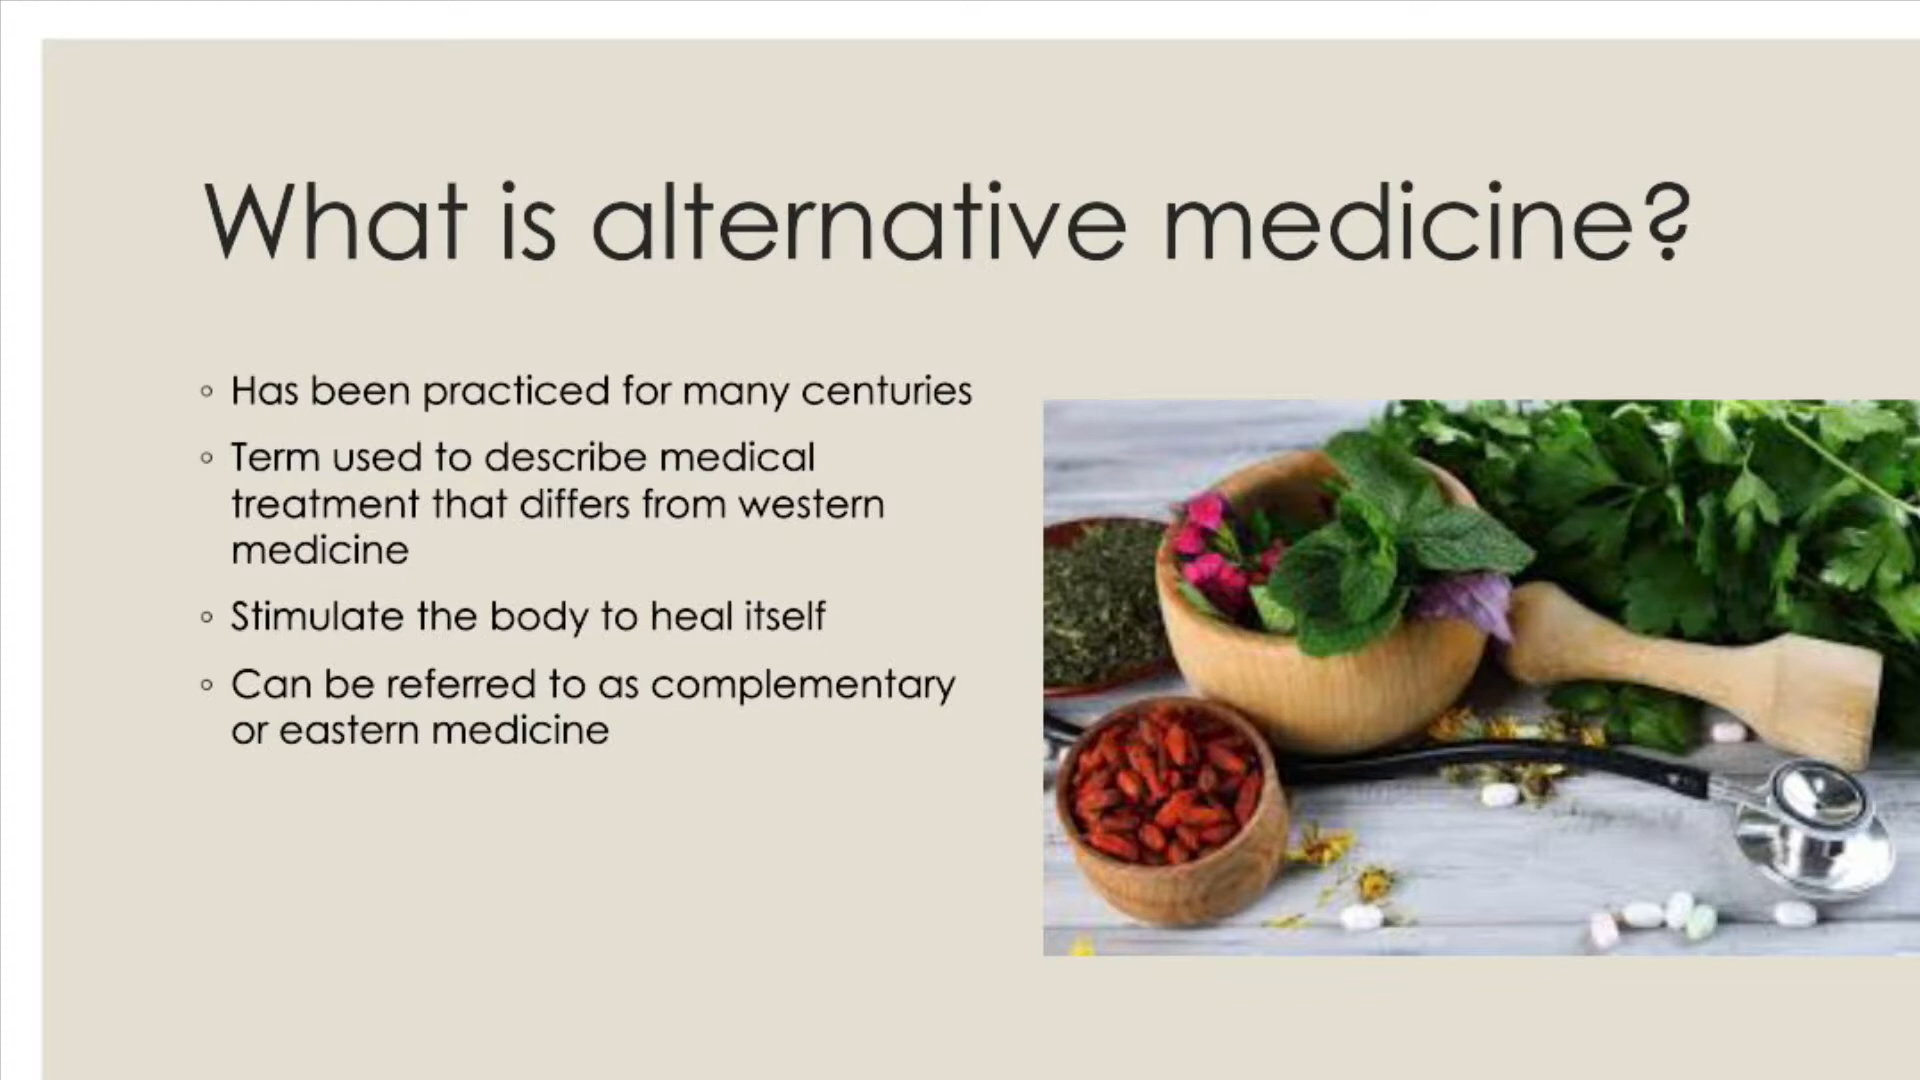 What is alternative medicine?
◦ Has been practiced for many centuries
◦ Term used to describe medical
treatment that differs from western
medicine
◦ Stimulate the body to heal itself
◦ Can be referred to as complementary
or eastern medicine